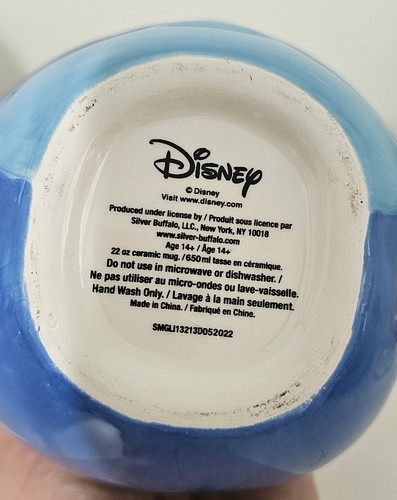 Disney
© Disney
Visit www.disney.com
Produced under license by / Produit sous licence par
Silver Buffalo, LLC., New York, NY 10018
www.silver-buffalo.com
Age 14+ / Âge 14+
22 oz ceramic mug. / 650ml tasse en céramique.
Do not use in microwave or dishwasher. /
Ne pas utiliser au micro-ondes ou lave-vaisselle.
Hand Wash Only. / Lavage à la main seulement.
Made in China. / Fabriqué en Chine.
SMGLI13213D052022